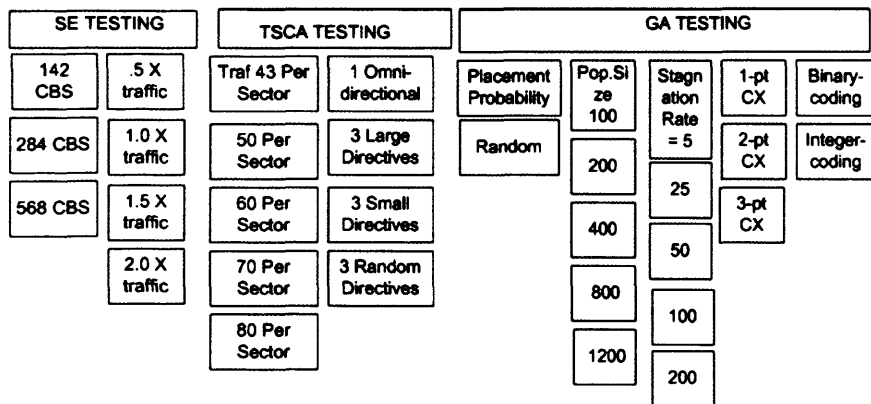 SE TESTING
TSCA TESTING
GA TESTING
142
CBS
.5 X
traffic
284 CBS
1.0 X
traffic
568 CBS
1.5 X
traffic
2.0 X
traffic
Traf 43 Per
Sector
1 Omni-
directional
50 Per
Sector
3 Large
Directives
60 Per
Sector
3 Small
Directives
70 Per
Sector
3 Random
Directives
80 Per
Sector
Placement
Probability
Random
Pop.Si
ze
100
200
400
800
1200
Stagn
ation
Rate
= 5
25
50
100
200
1-pt
CX
2-pt
CX
3-pt
CX
Binary-
coding
Integer-
coding